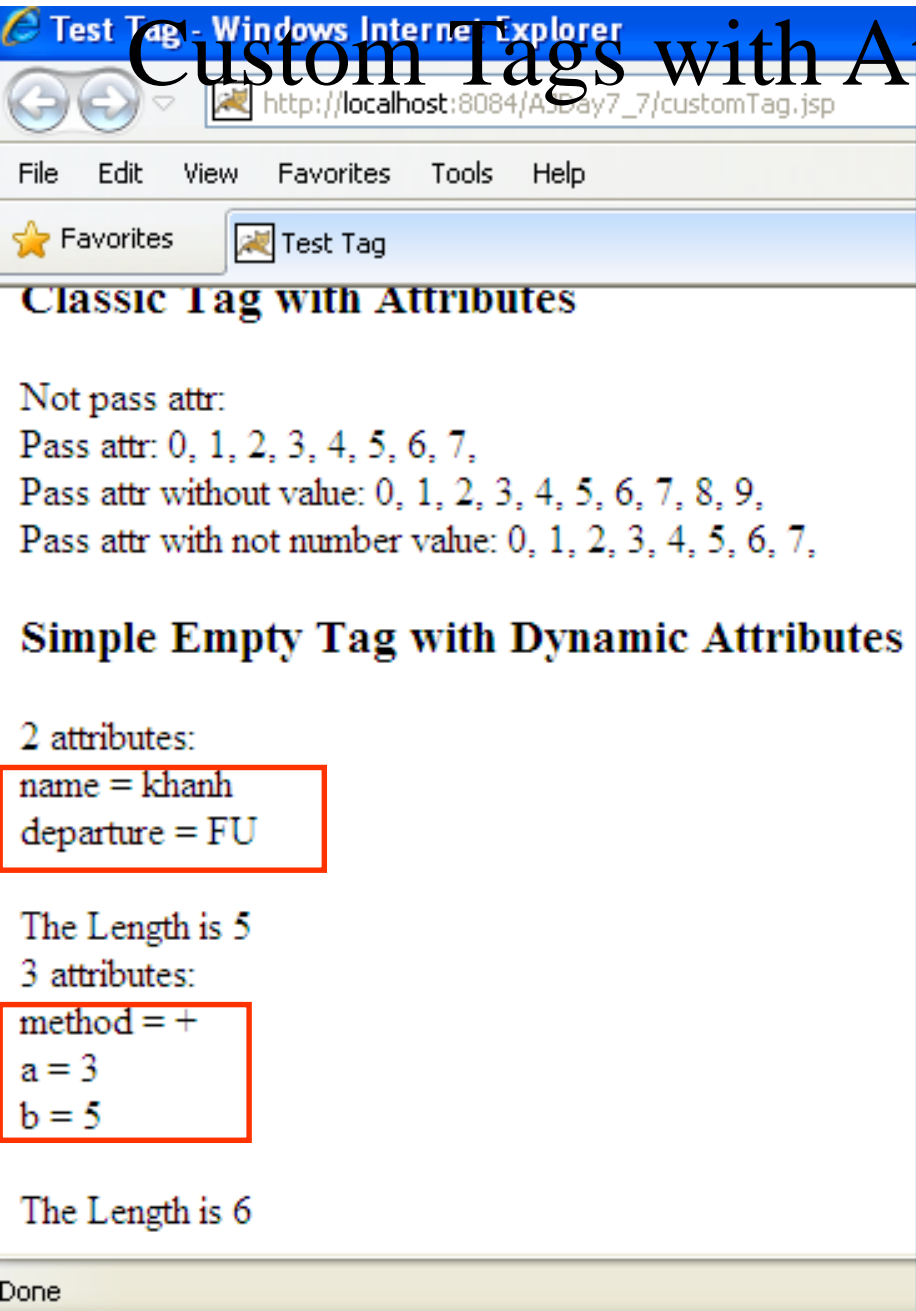 Test Tag - Windows Internet Explorer
Custom Tags with A
http://localhost:8084/AJDay7_7/customTag.jsp
File Edit View Favorites Tools Help
Favorites Test Tag
Classic Tag with Attributes
Not pass attr:
Pass attr: 0, 1, 2, 3, 4, 5, 6, 7,
Pass attr without value: 0, 1, 2, 3, 4, 5, 6, 7, 8, 9,
Pass attr with not number value: 0, 1, 2, 3, 4, 5, 6, 7,
Simple Empty Tag with Dynamic Attributes
2 attributes:
name = khanh
departure = FU
The Length is 5
3 attributes:
method = +
a = 3
b = 5
The Length is 6
Done